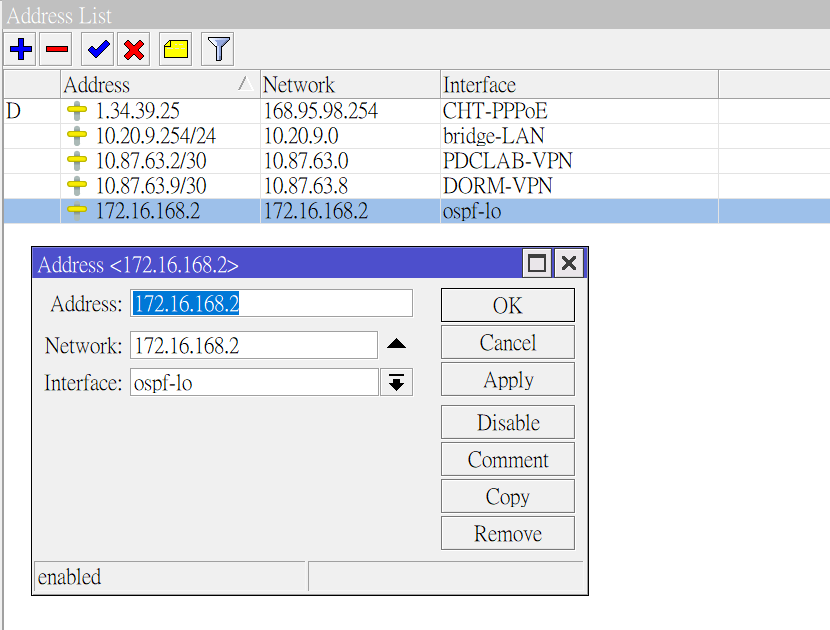 Address List
Address Network Interface
D 1.34.39.25 168.95.98.254 CHT-PPPoE
10.20.9.254/24 10.20.9.0 bridge-LAN
10.87.63.2/30 10.87.63.0 PDCLAB-VPN
10.87.63.9/30 10.87.63.8 DORM-VPN
172.16.168.2 172.16.168.2 ospf-lo
Address <172.16.168.2>
Address: 172.16.168.2
Network: 172.16.168.2
Interface: ospf-lo
OK
Cancel
Apply
Disable
Comment
Copy
Remove
enabled